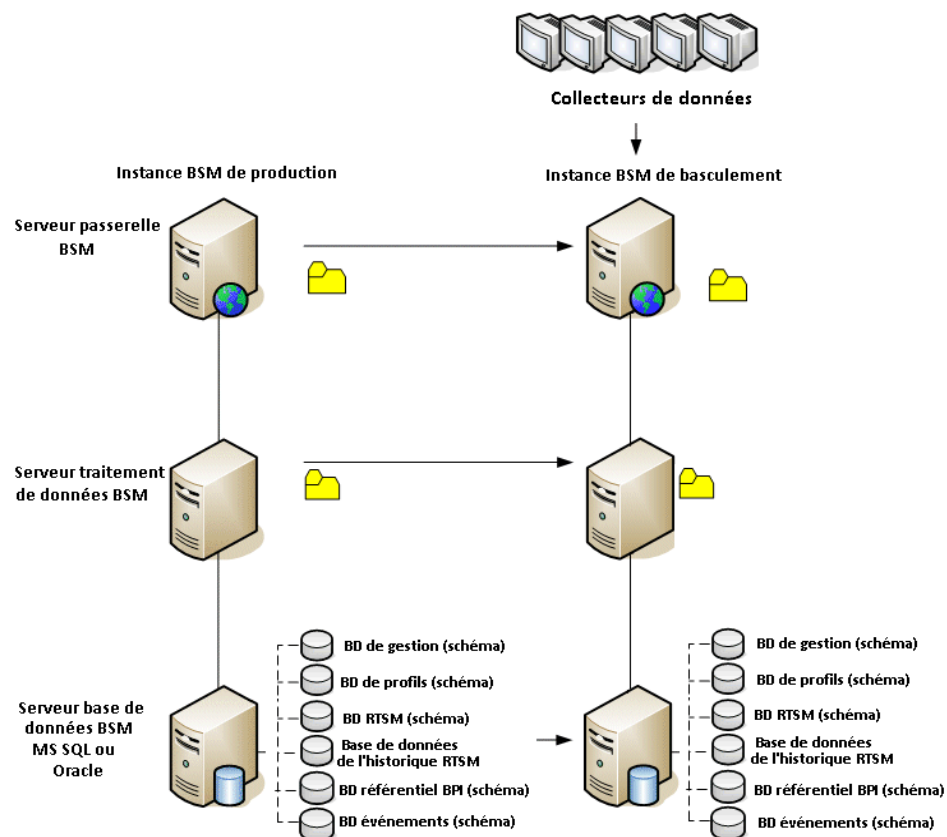 Collecteurs de données
Instance BSM de production
Instance BSM de basculement
Serveur passerelle
BSM
Serveur traitement
de données BSM
Serveur base de
données BSM
MS SQL ou
Oracle
BD de gestion (schéma)
BD de profils (schéma)
BD RTSM (schéma)
Base de données
de l'historique RTSM
BD référentiel BPI (schéma)
BD événements (schéma)
BD de gestion (schéma)
BD de profils (schéma)
BD RTSM (schéma)
Base de données
de l'historique RTSM
BD référentiel BPI (schéma)
BD événements (schéma)